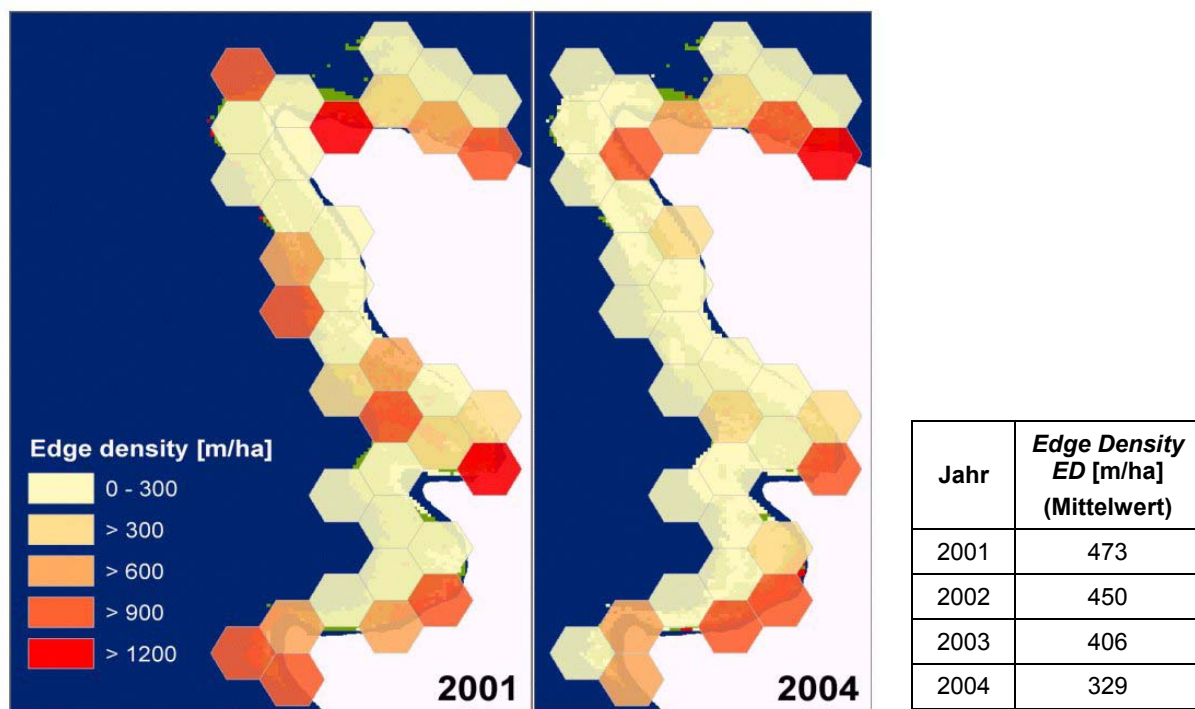 Edge density [m/ha]
0 - 300
> 300
> 600
> 900
> 1200
2001
2004
Jahr
Edge Density
ED [m/ha]
(Mittelwert)
2001 473
2002 450
2003 406
2004 329